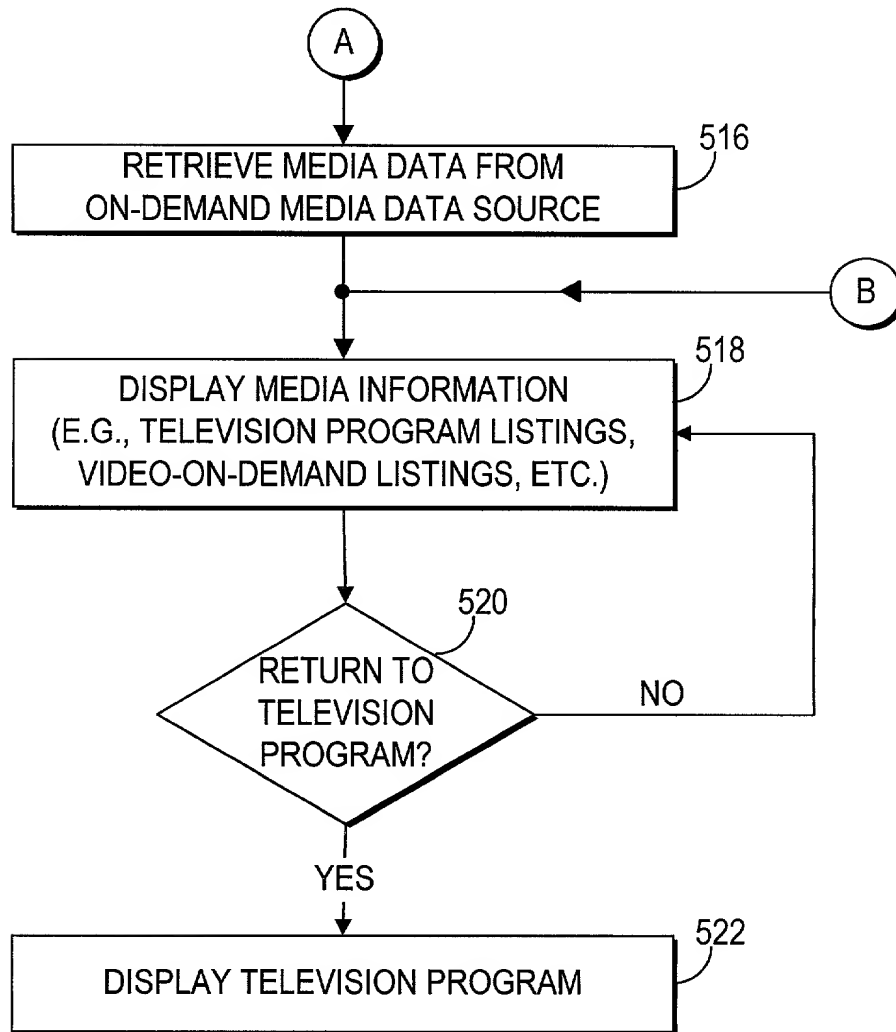 A
516
RETRIEVE MEDIA DATA FROM
ON-DEMAND MEDIA DATA SOURCE
B
518
DISPLAY MEDIA INFORMATION
(E.G., TELEVISION PROGRAM LISTINGS,
VIDEO-ON-DEMAND LISTINGS, ETC.)
520
RETURN TO
TELEVISION
PROGRAM?
NO
YES
522
DISPLAY TELEVISION PROGRAM